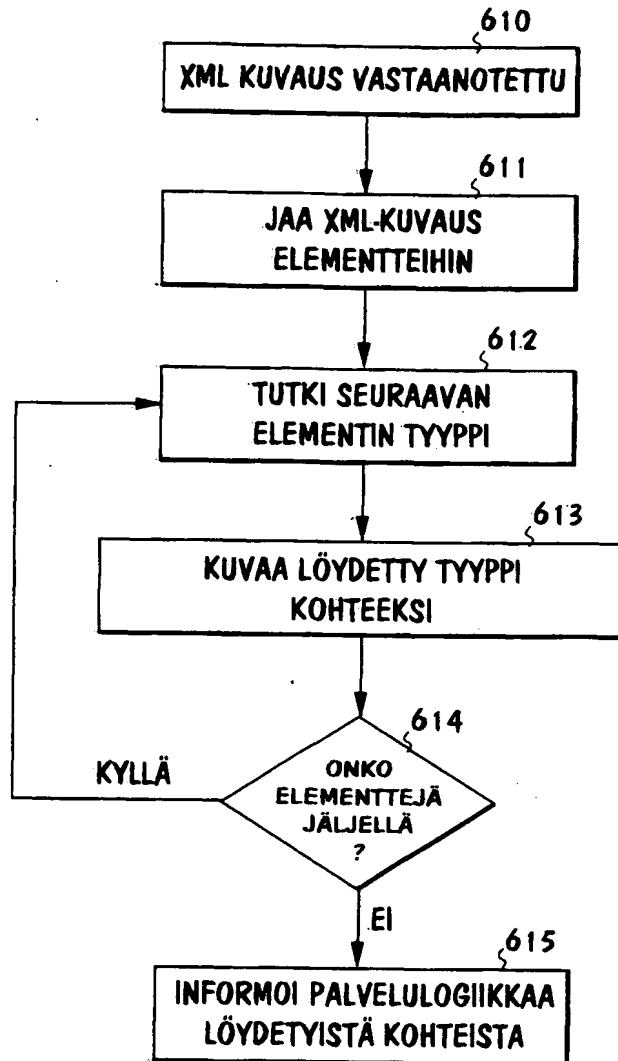 610
XML KUVAUS VASTAANOTETTU
611
JAA XML-KUVAUS
ELEMENTTEIHIN
612
TUTKI SEURAAVAN
ELEMENTIN TYYPPI
613
KUVAA LÖYDETTY TYYPPI
KOHTEEKSI
614
KYLLÄ
ONKO
ELEMENTTEJÄ
JÄLJELLÄ
?
EI
615
INFORMOI PALVELULOGIIKKAA
LÖYDETYISTÄ KOHTEISTA